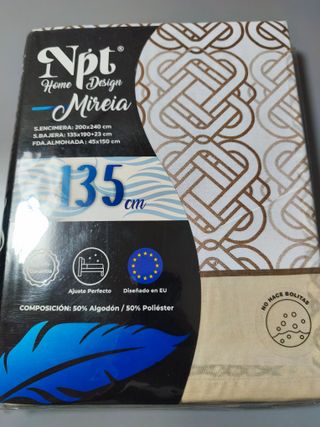 Npt®
Home Design
Mireia
S.ENCIMERA: 200x240 cm
S.BAJERA: 135x190+23 cm
FDA.ALMOHADA: 45x150 cm
135 cm
Garantía
Ajuste Perfecto
Diseñado en EU
COMPOSICIÓN: 50% Algodón / 50% Poliéster
NO HACE BOLITAS